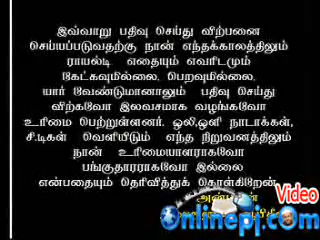 இவ்வாறு பதிவு செய்து விற்பனை
செய்யப்படுவதற்கு நான் எந்தக்காலத்திலும்
ராயல்டி எதையும் எவரிடமும்
கேட்கவுமில்லை. பெறவுமில்லை.
யார் வேண்டுமானாலும் பதிவு செய்து
விற்கவோ இலவசமாக வழங்கவோ
உரிமை பெற்றுள்ளனர். ஒலி,ஒளி நாடாக்கள்,
சி.டிகள் வெளியிடும் எந்த நிறுவனத்திலும்
நான் உரிமையாளராகவோ
பங்குதாரராகவோ இல்லை
என்பதையும் தெரிவித்துக் கொள்கிறேன்.
Video
Onlinepj.com